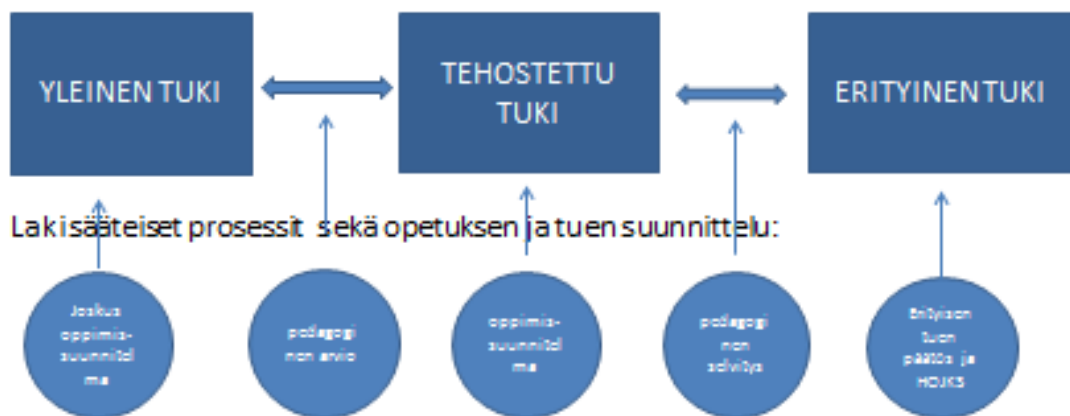 YLEINEN TUKI
TEHOSTETTU
TUKI
ERITYINEN TUKI
Lakisääteiset prosessit sekä opetuksen ja tuen suunnittelu:
Joskus
oppimis-
suunnitel
ma
pedagogi
nen arvio
oppimis-
suunnitel
ma
pedagogi
nen
selvitys
Erityisen
tuen
päätös ja
HOJKS